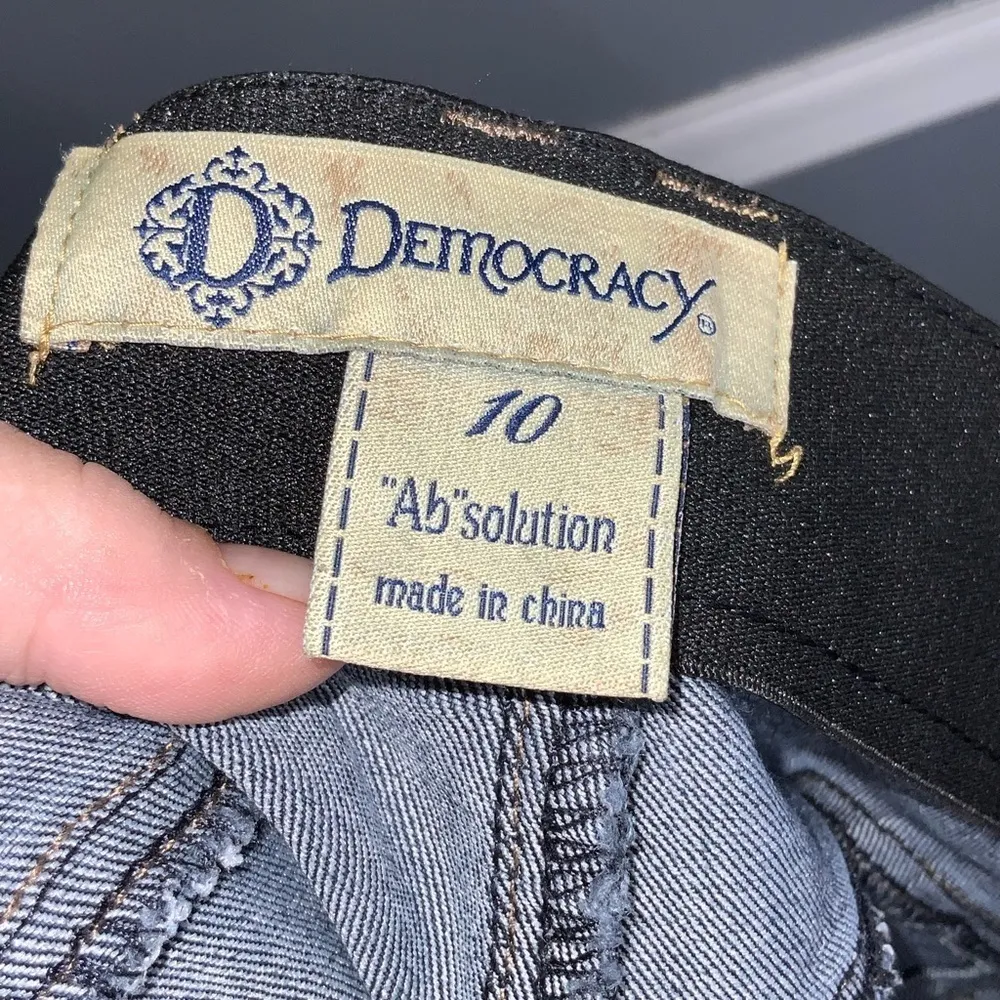 D DEMOCRACY®
10
"Ab"solution
made in china